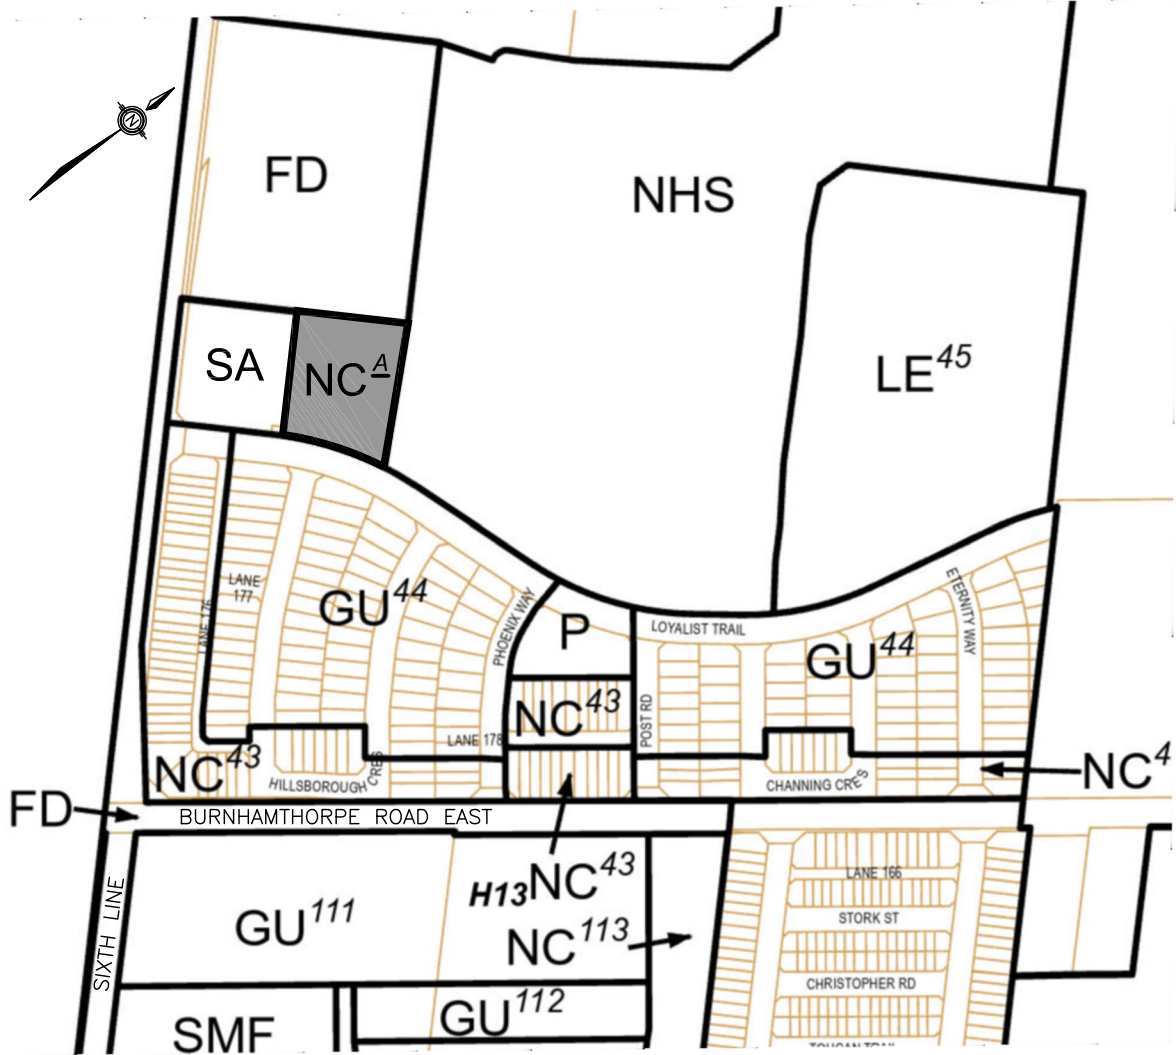 N
FD
NHS
SA
NC^A
LE^45
LANE
177
GU^44
LANE 176
PHOENIX WAY
P
LOYALIST TRAIL
ETERNITY WAY
GU^44
NC^43
POST RD
LANE 178
NC^43
HILLSBOROUGH CRES
CHANNING CRES
NC^4
FD
BURNHAMTHORPE ROAD EAST
H13NC^43
LANE 166
SIXTH LINE
GU^111
NC^113
STORK ST
CHRISTOPHER RD
GU^112
SMF
TOUCAN TRAIL